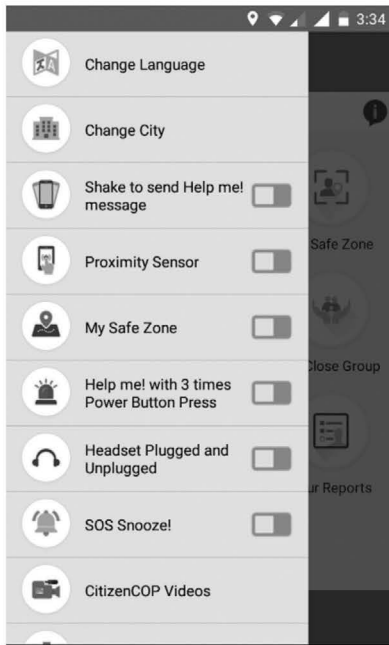 3:34
Change Language
Change City
Shake to send Help me!
message
Proximity Sensor
My Safe Zone
Safe Zone
Help me! with 3 times
Power Button Press
Close Group
Headset Plugged and
Unplugged
ur Reports
SOS Snooze!
CitizenCOP Videos